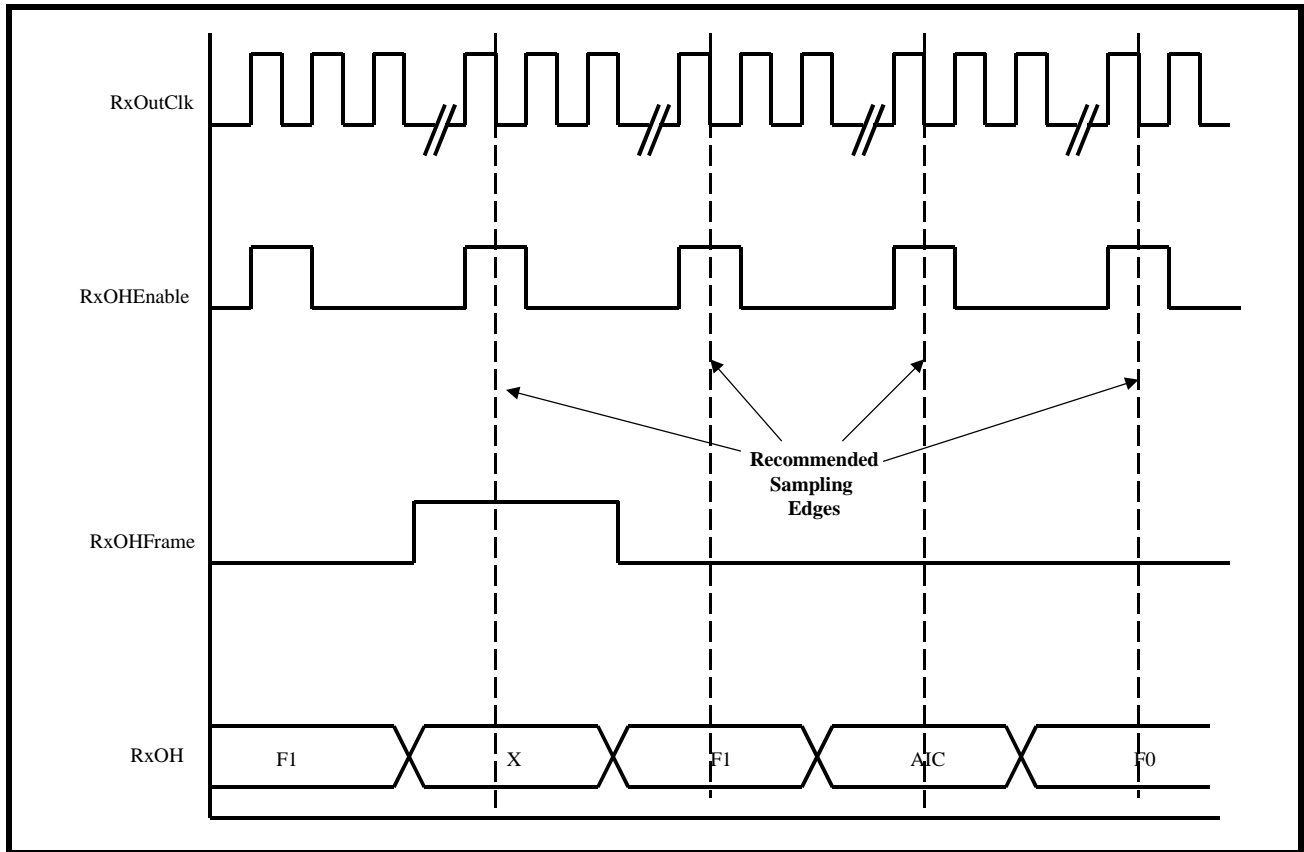 RxOutClk
RxOHEnable
Recommended
Sampling
Edges
RxOHFrame
RxOH
F1 X F1 AIC F0